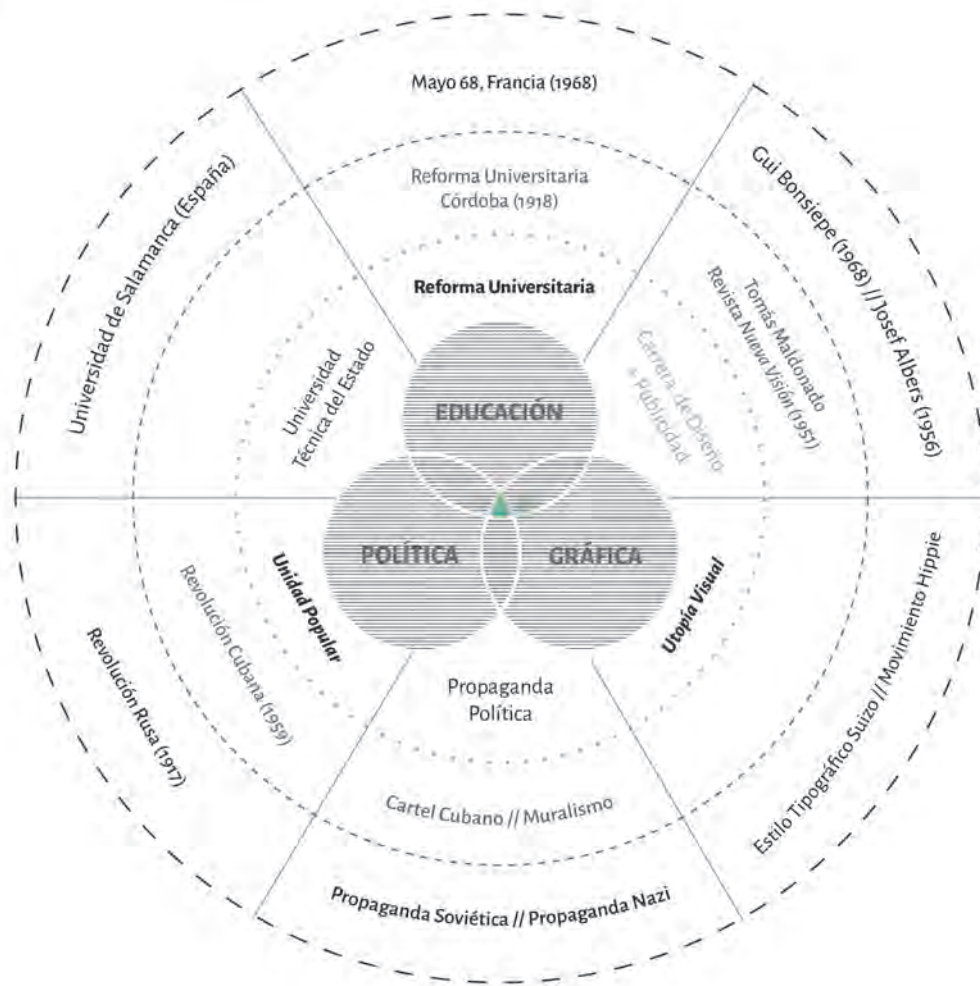 Mayo 68, Francia (1968)
Reforma Universitaria
Córdoba (1918)
Reforma Universitaria
Universidad de Salamanca (España)
Universidad
Técnica del Estado
Gui Bonsiepe (1968) // Josef Albers (1956)
Tomás Maldonado
Revista Nueva Visión (1951)
Carrera de Diseño
+ Publicidad
EDUCACIÓN
POLÍTICA
GRÁFICA
Unidad Popular
Revolución Cubana (1959)
Revolución Rusa (1917)
Utopía Visual
Estilo Tipográfico Suizo // Movimiento Hippie
Propaganda
Política
Cartel Cubano // Muralismo
Propaganda Soviética // Propaganda Nazi